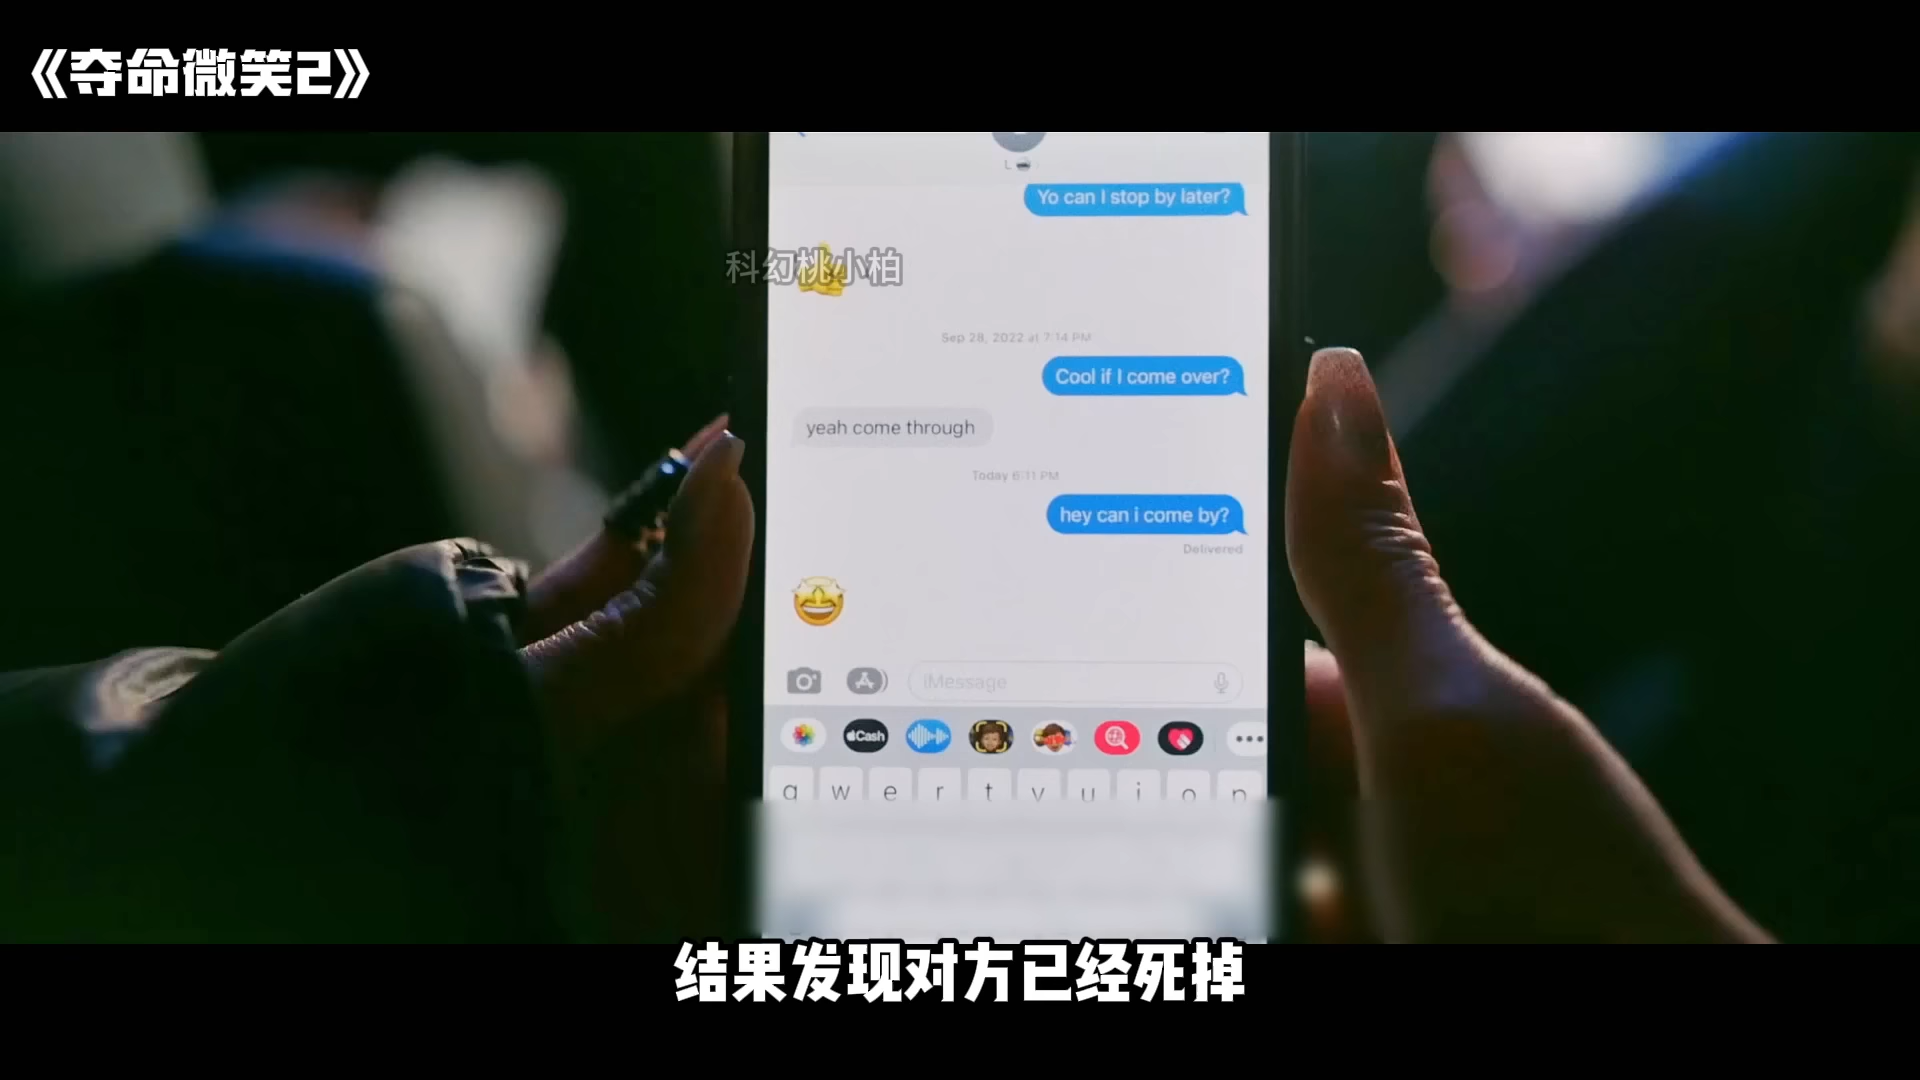 《夺命微笑2》
L
Yo can I stop by later?
科幻桃小柏
Sep 28, 2022 at 7:14 PM
Cool if I come over?
yeah come through
Today 6:11 PM
hey can i come by?
Delivered
iMessage
Cash
q w e r t y u i o p
结果发现对方已经死掉